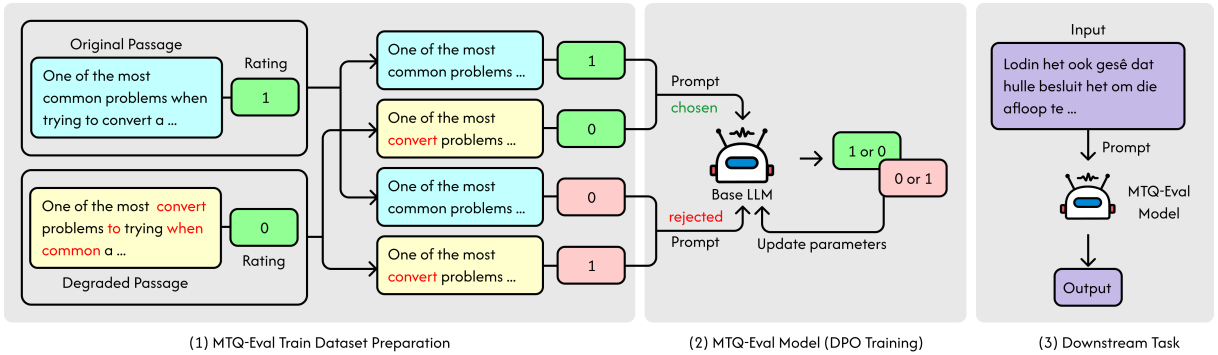 Original Passage
One of the most
common problems when
trying to convert a ...
Rating
1
One of the most convert
problems to trying when
common a ...
0
Rating
Degraded Passage
One of the most
common problems ...
1
One of the most
convert problems ...
0
One of the most
common problems ...
0
One of the most
convert problems ...
1
(1) MTQ-Eval Train Dataset Preparation
Prompt
chosen
Base LLM
rejected
Prompt
1 or 0
0 or 1
Update parameters
(2) MTQ-Eval Model (DPO Training)
Input
Lodin het ook gesê dat
hulle besluit het om die
afloop te ...
Prompt
MTQ-Eval
Model
Output
(3) Downstream Task